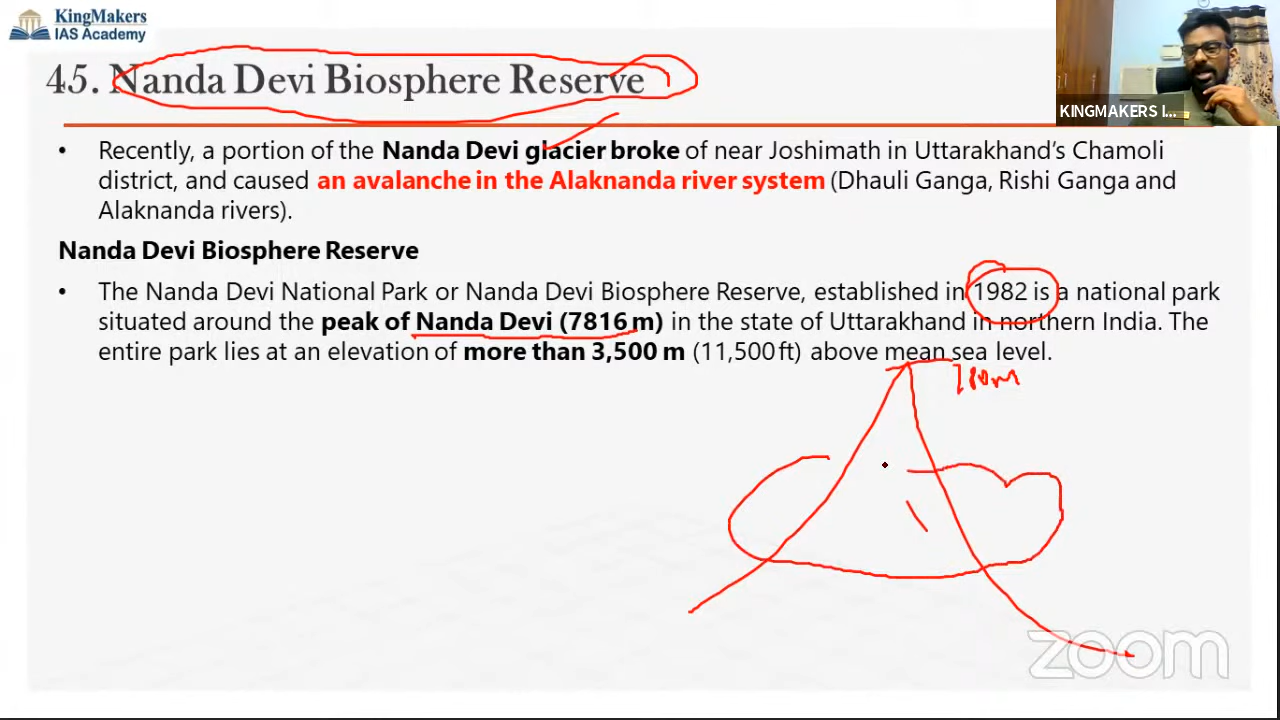 KingMakers
IAS Academy
45. Nanda Devi Biosphere Reserve
KINGMAKERS I...
• Recently, a portion of the Nanda Devi glacier broke of near Joshimath in Uttarakhand's Chamoli
district, and caused an avalanche in the Alaknanda river system (Dhauli Ganga, Rishi Ganga and
Alaknanda rivers).
Nanda Devi Biosphere Reserve
• The Nanda Devi National Park or Nanda Devi Biosphere Reserve, established in 1982 is a national park
situated around the peak of Nanda Devi (7816 m) in the state of Uttarakhand in northern India. The
entire park lies at an elevation of more than 3,500 m (11,500 ft) above mean sea level.
zoom